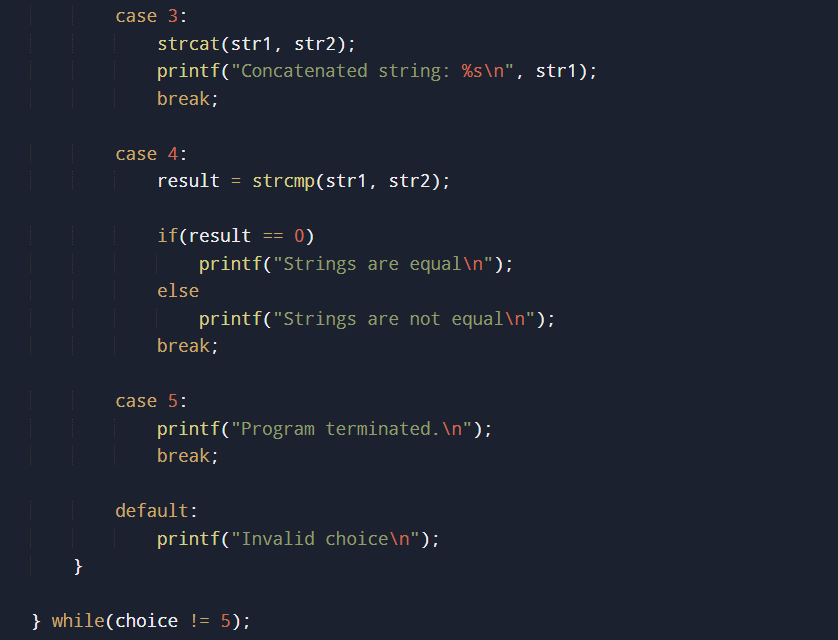 case 3:
strcat(str1, str2);
printf("Concatenated string: %s\n", str1);
break;
case 4:
result = strcmp(str1, str2);
if(result == 0)
printf("Strings are equal\n");
else
printf("Strings are not equal\n");
break;
case 5:
printf("Program terminated.\n");
break;
default:
printf("Invalid choice\n");
}
} while(choice != 5);